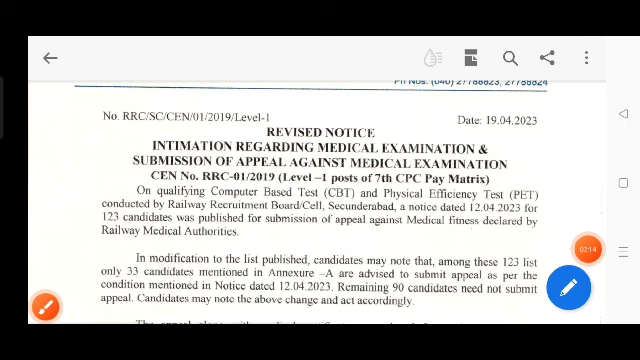 Ph Nos: (040) 27788823, 27788824
No. RRC/SC/CEN/01/2019/Level-1
Date: 19.04.2023
REVISED NOTICE
INTIMATION REGARDING MEDICAL EXAMINATION &
SUBMISSION OF APPEAL AGAINST MEDICAL EXAMINATION
CEN No. RRC-01/2019 (Level –1 posts of 7th CPC Pay Matrix)
On qualifying Computer Based Test (CBT) and Physical Efficiency Test (PET)
conducted by Railway Recruitment Board/Cell, Secunderabad, a notice dated 12.04.2023 for
123 candidates was published for submission of appeal against Medical fitness declared by
Railway Medical Authorities.
In modification to the list published, candidates may note that, among these 123 list
only 33 candidates mentioned in Annexure –A are advised to submit appeal as per the
condition mentioned in Notice dated 12.04.2023. Remaining 90 candidates need not submit
appeal. Candidates may note the above change and act accordingly.
02:14